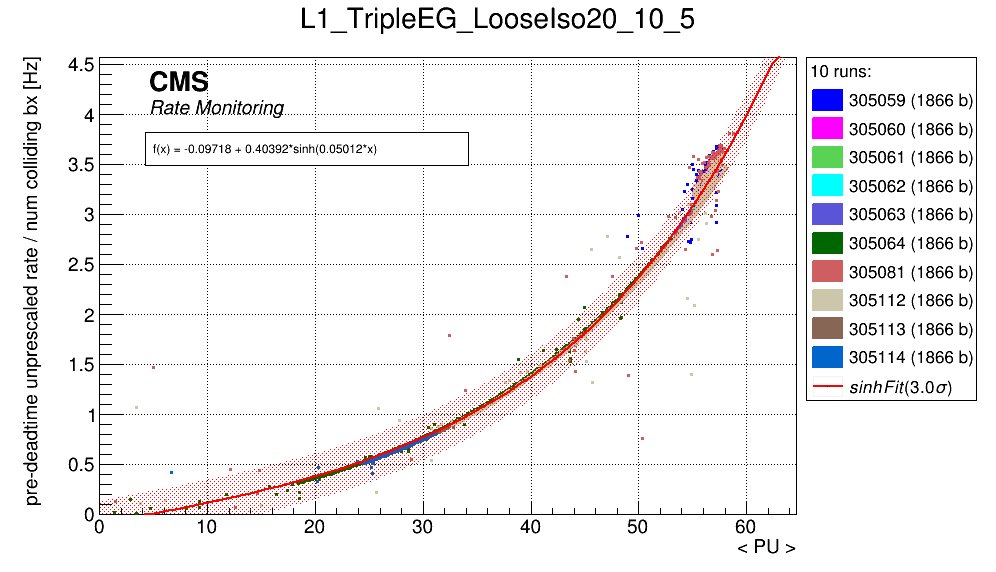 L1_TripleEG_LooseIso20_10_5
pre-deadtime unprescaled rate / num colliding bx [Hz]
CMS
Rate Monitoring
f(x) = -0.09718 + 0.40392*sinh(0.05012*x)
4.5
4
3.5
3
2.5
2
1.5
1
0.5
0
0 10 20 30 40 50 60
< PU >
10 runs:
305059 (1866 b)
305060 (1866 b)
305061 (1866 b)
305062 (1866 b)
305063 (1866 b)
305064 (1866 b)
305081 (1866 b)
305112 (1866 b)
305113 (1866 b)
305114 (1866 b)
sinhFit(3.0σ)